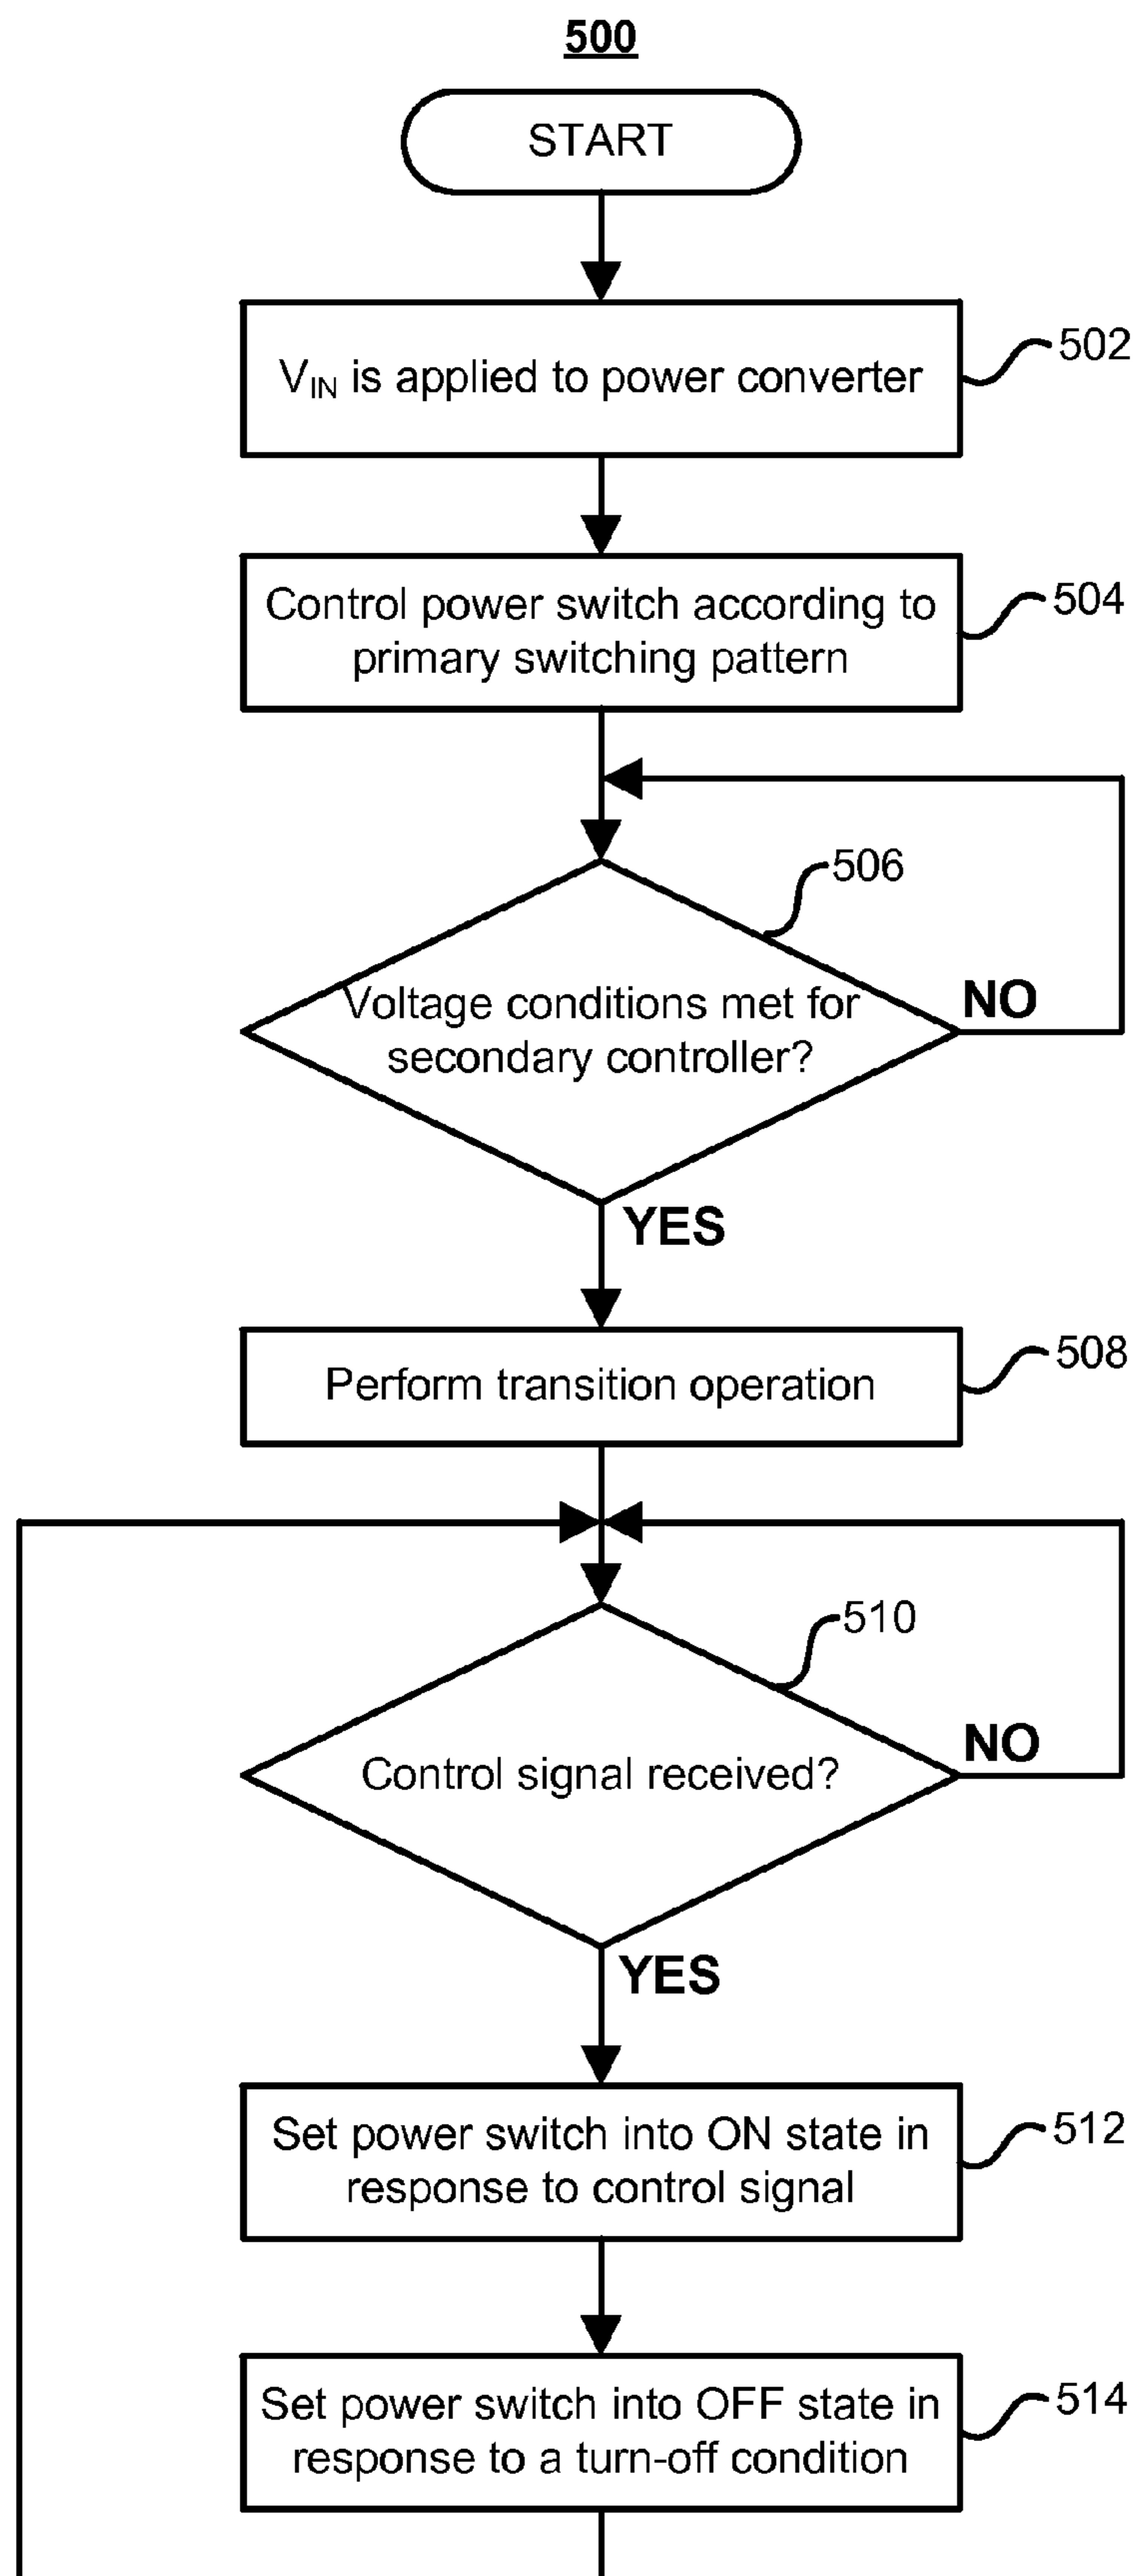 500
START
V_IN is applied to power converter
502
Control power switch according to
primary switching pattern
504
506
Voltage conditions met for
secondary controller?
NO
YES
Perform transition operation
508
510
Control signal received?
NO
YES
Set power switch into ON state in
response to control signal
512
Set power switch into OFF state in
response to a turn-off condition
514